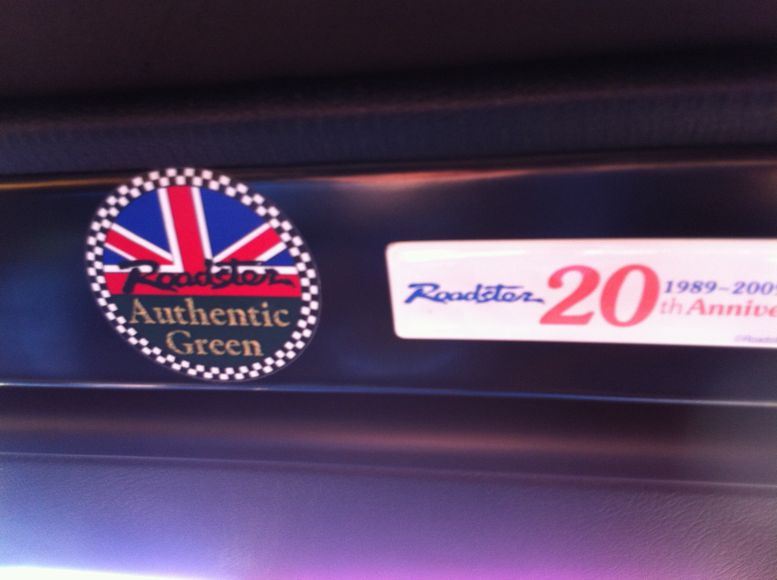 Roadster
Authentic
Green
Roadster 20 1989~200
th Annive